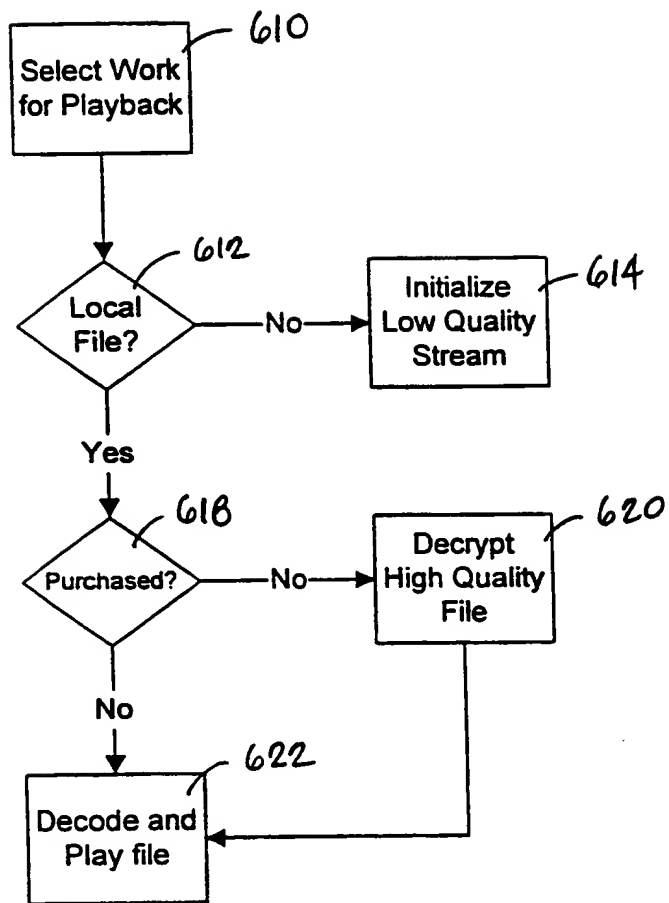 610
Select Work
for Playback
612
Local
File?
No
614
Initialize
Low Quality
Stream
Yes
618
Purchased?
No
620
Decrypt
High Quality
File
No
622
Decode and
Play file